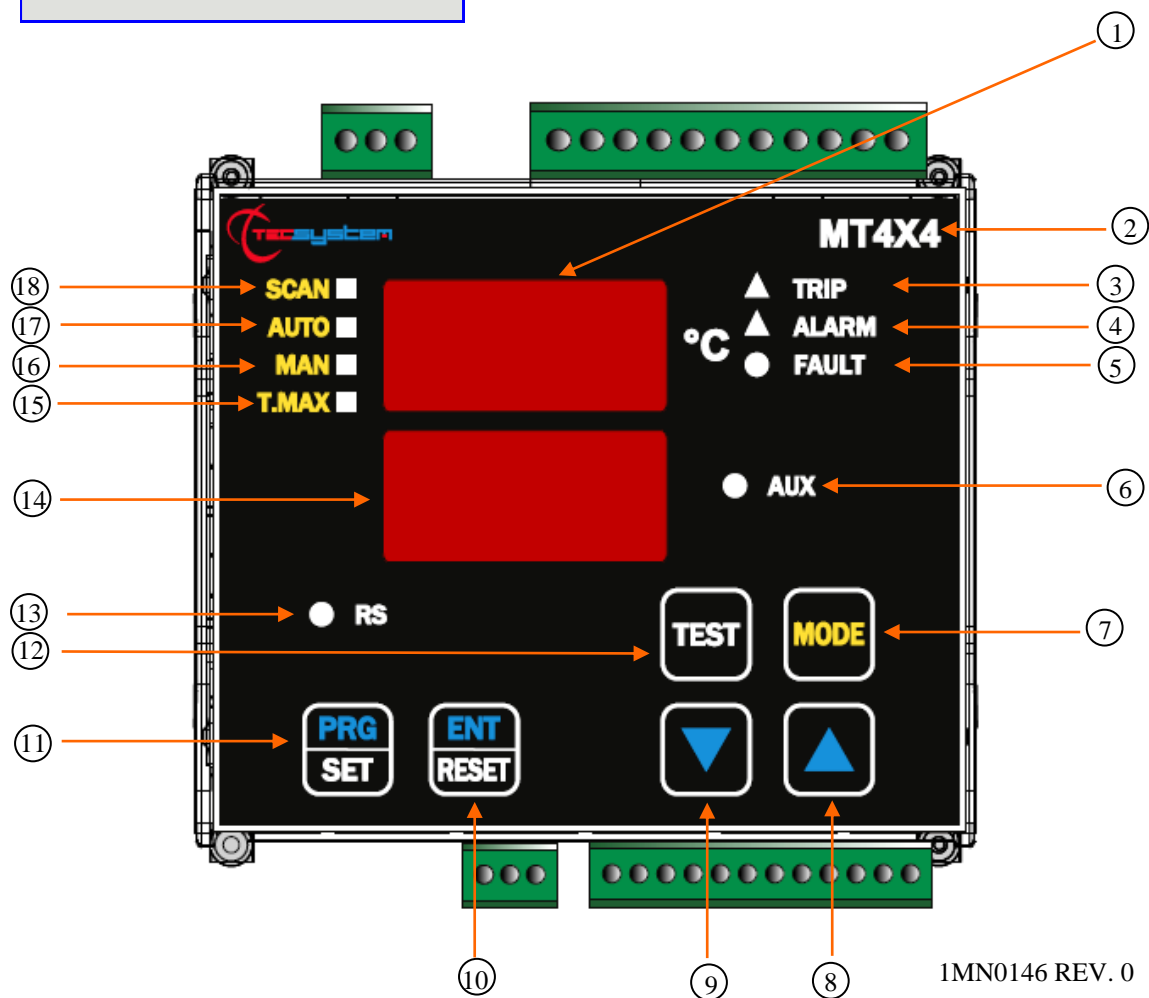 1
TECSYSTEM
MT4X4
2
18
SCAN
TRIP
3
17
AUTO
ALARM
4
16
MAN
°C
FAULT
5
15
T.MAX
14
AUX
6
13
RS
12
TEST
MODE
7
11
PRG
SET
ENT
RESET
10
9
8
1MN0146 REV. 0